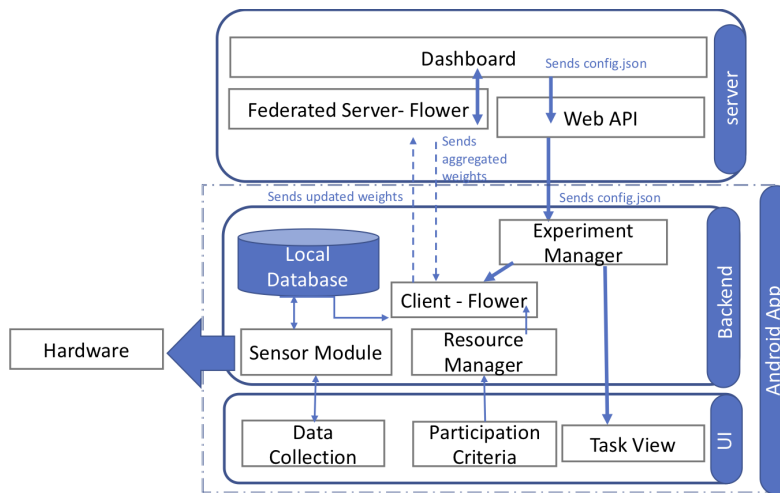 Dashboard
Sends config.json
Federated Server- Flower
Web API
server
Sends
aggregated
weights
Sends updated weights
Sends config.json
Experiment
Manager
Local
Database
Client - Flower
Backend
Android App
Hardware
Sensor Module
Resource
Manager
Data
Collection
Participation
Criteria
Task View
UI